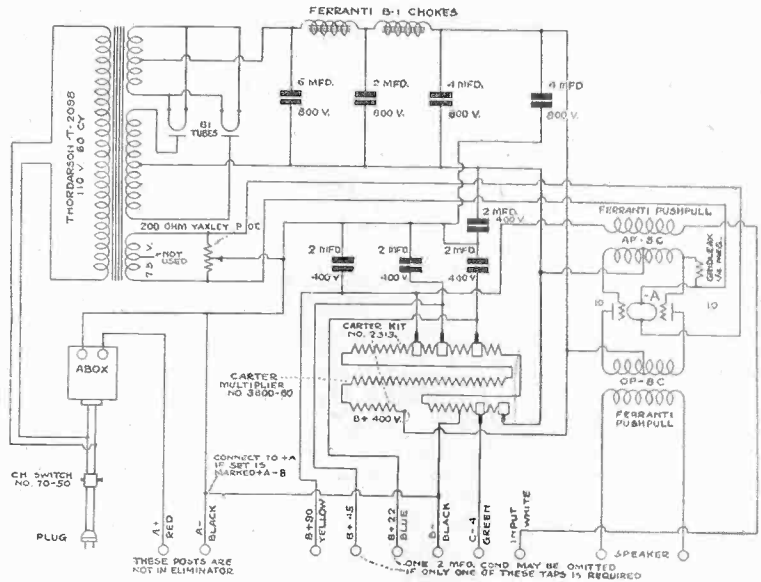 FERRANTI B-1 CHOKES
6 MFD.
800 V.
2 MFD.
800 V.
4 MFD.
800 V.
4 MFD
800 V.
THORDARSON T-2098
110 V 60 CY
81
TUBES
200 OHM YAXLEY POT.
NOT
USED
V.
7.5
2 MFD.
400 V.
2 MFD.
400 V
2 MFD.
400 V
2 MFD.
400 V
FERRANTI PUSHPULL
AP-8C
GRIDLEAK
1/4 MEG.
10
-A
10
OP-8C
FERRANTI
PUSHPULL
CARTER KIT
NO. 2313
CARTER
MULTIPLIER
NO 3800-60
B+ 400 V.
ABOX
CH SWITCH
NO. 70-50
PLUG
CONNECT TO +A
IF SET IS
MARKED +A-B
A+
RED
A-
BLACK
B+90
YELLOW
B+45
B+22
BLUE
B-
BLACK
C-4
GREEN
INPUT
WHITE
SPEAKER
THESE POSTS ARE
NOT IN ELIMINATOR
ONE 2 MFD. COND MAY BE OMITTED
IF ONLY ONE OF THESE TAPS IS REQUIRED